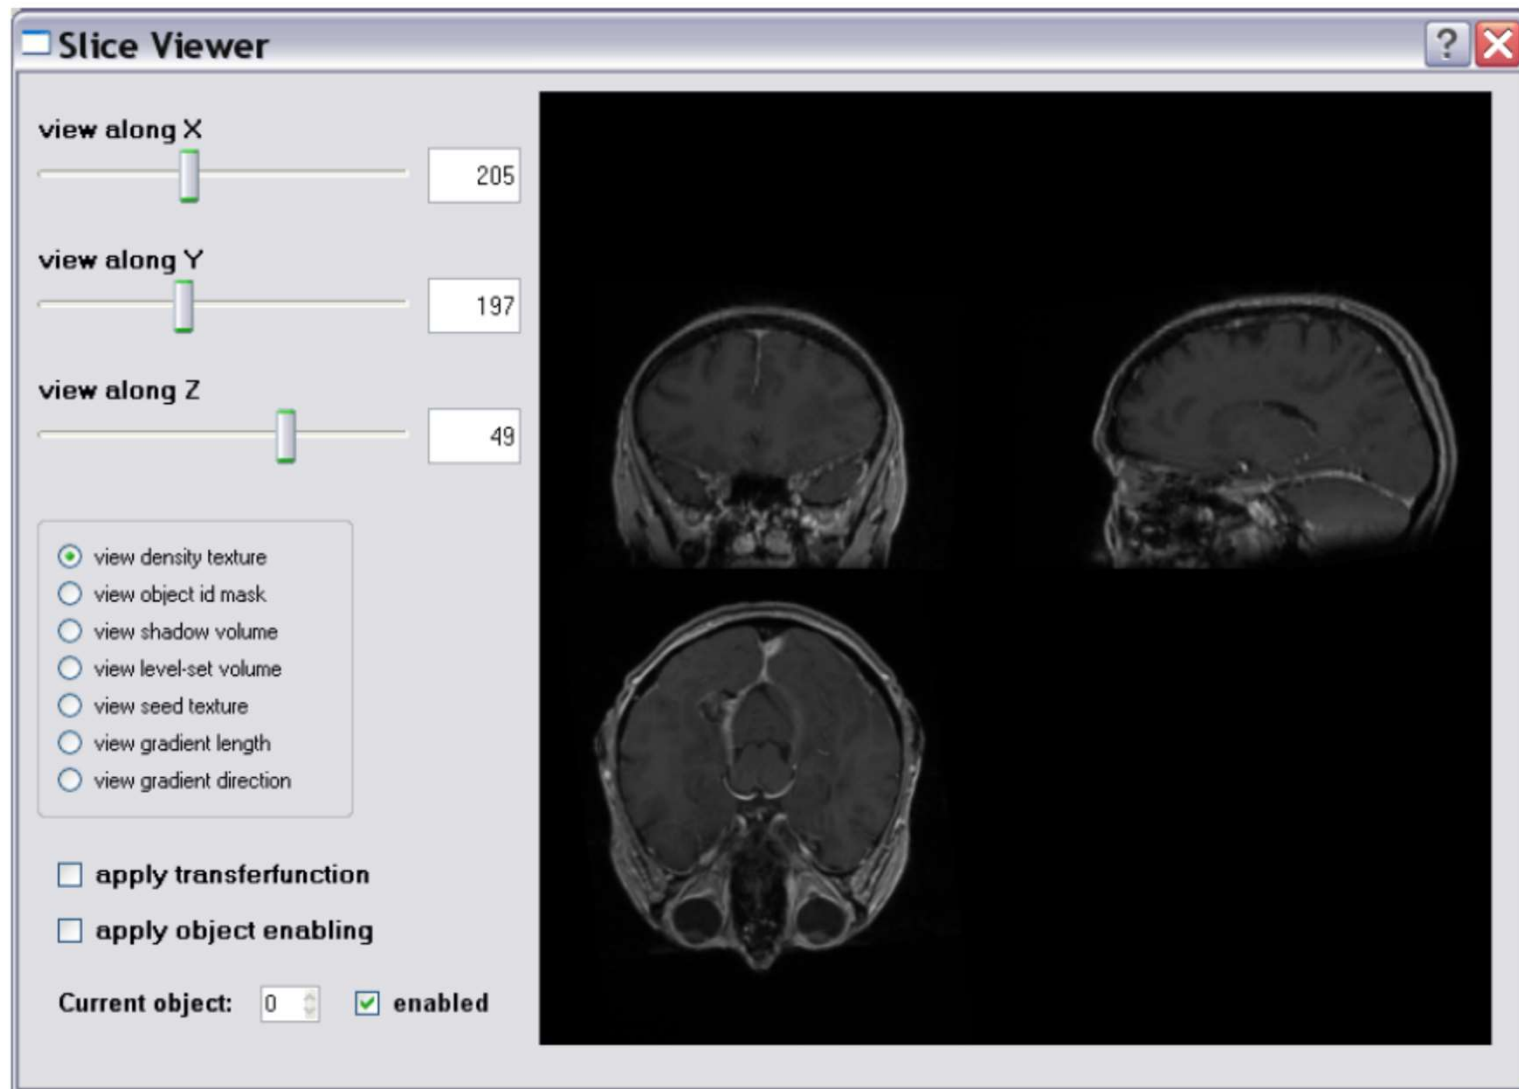 Slice Viewer
view along X
205
view along Y
197
view along Z
49
view density texture
view object id mask
view shadow volume
view level-set volume
view seed texture
view gradient length
view gradient direction
apply transferfunction
apply object enabling
Current object: 0 enabled